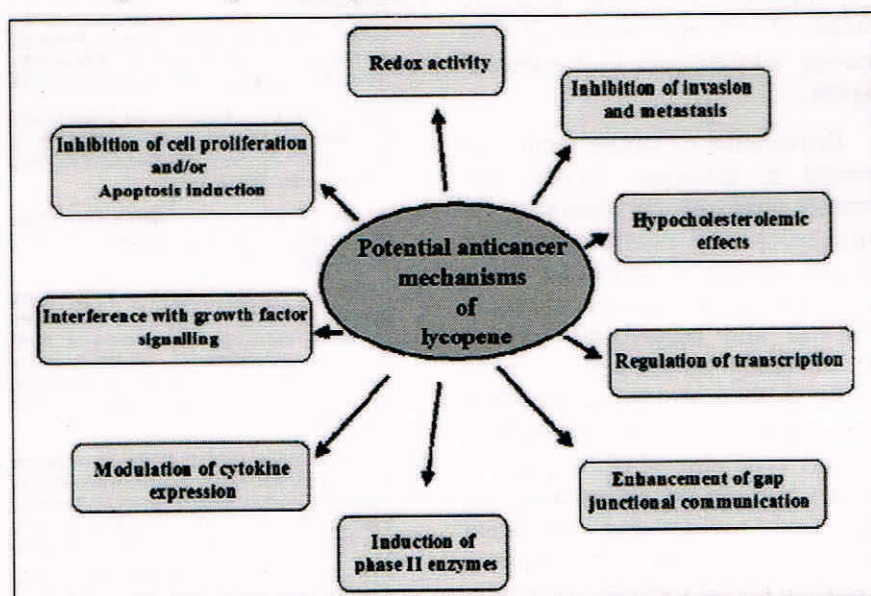 Redox activity
Inhibition of invasion
and metastasis
Inhibition of cell proliferation
and/or
Apoptosis induction
Hypocholesterolemic
effects
Potential anticancer
mechanisms
of
lycopene
Interference with growth factor
signalling
Regulation of transcription
Modulation of cytokine
expression
Enhancement of gap
junctional communication
Induction of
phase II enzymes